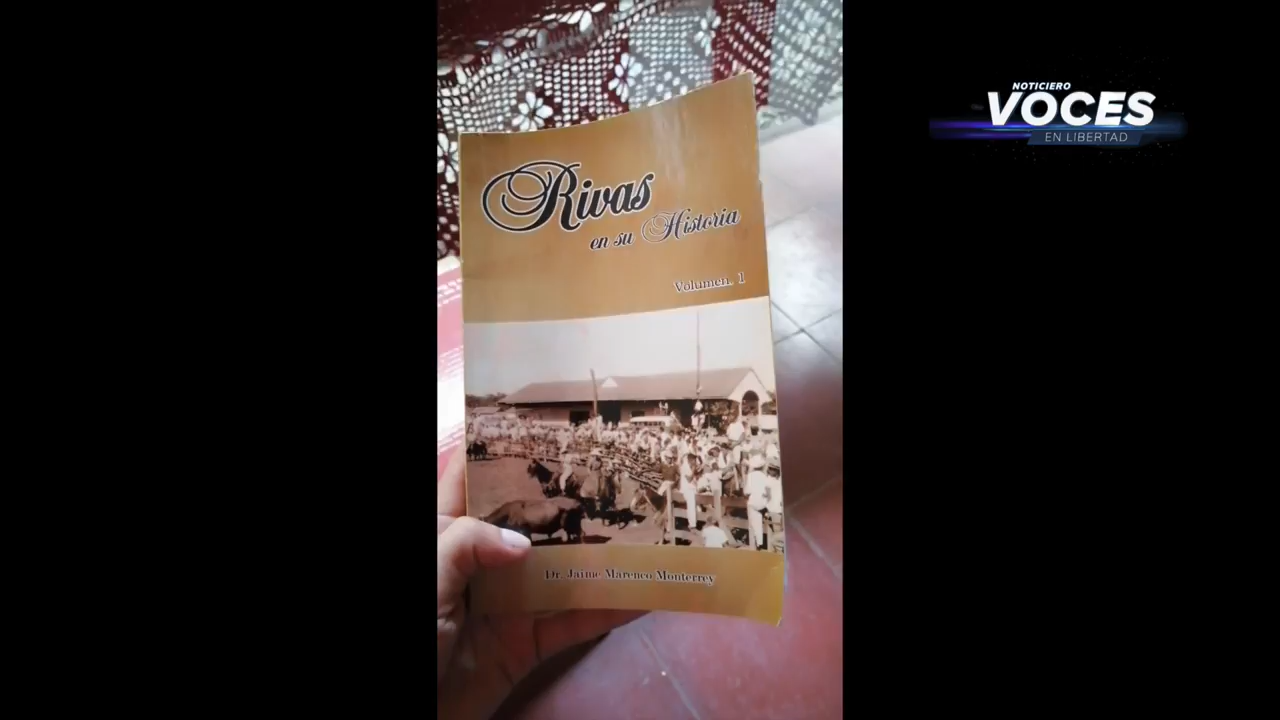 Rivas
en su Historia
Volumen. 1
Dr. Jaime Marenco Monterrey
NOTICIERO
VOCES
EN LIBERTAD